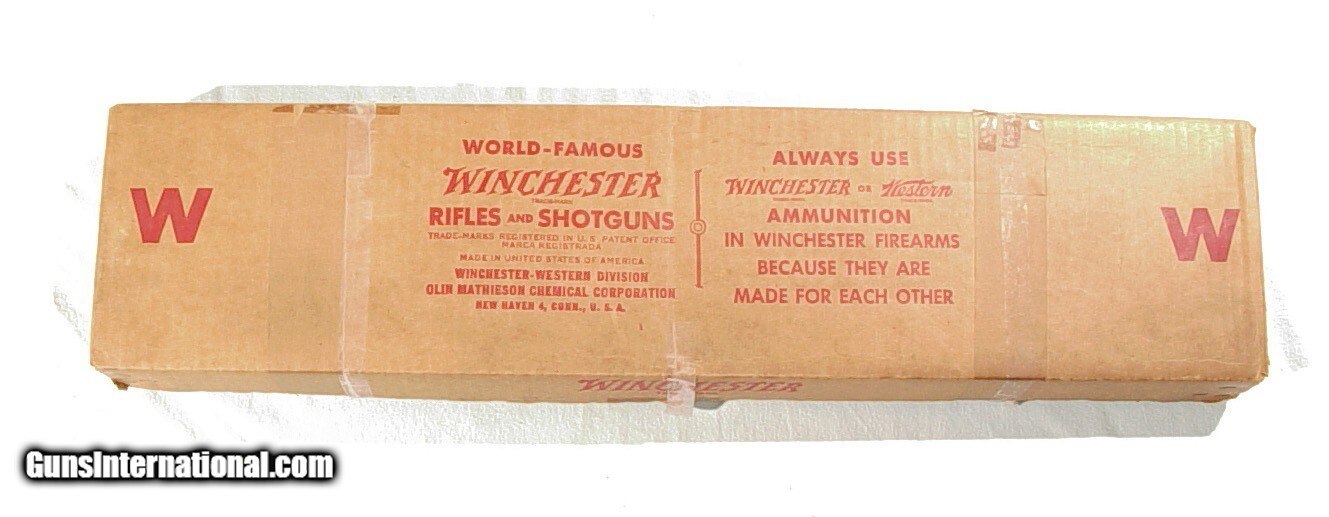 W
WORLD-FAMOUS
WINCHESTER
TRADE-MARK
RIFLES AND SHOTGUNS
TRADE-MARKS REGISTERED IN U.S. PATENT OFFICE
MARCA REGISTRADA
MADE IN UNITED STATES OF AMERICA
WINCHESTER-WESTERN DIVISION
OLIN MATHIESON CHEMICAL CORPORATION
NEW HAVEN 4, CONN., U. S. A.
ALWAYS USE
WINCHESTER OR Western
AMMUNITION
IN WINCHESTER FIREARMS
BECAUSE THEY ARE
MADE FOR EACH OTHER
W
WINCHESTER
GunsInternational.com